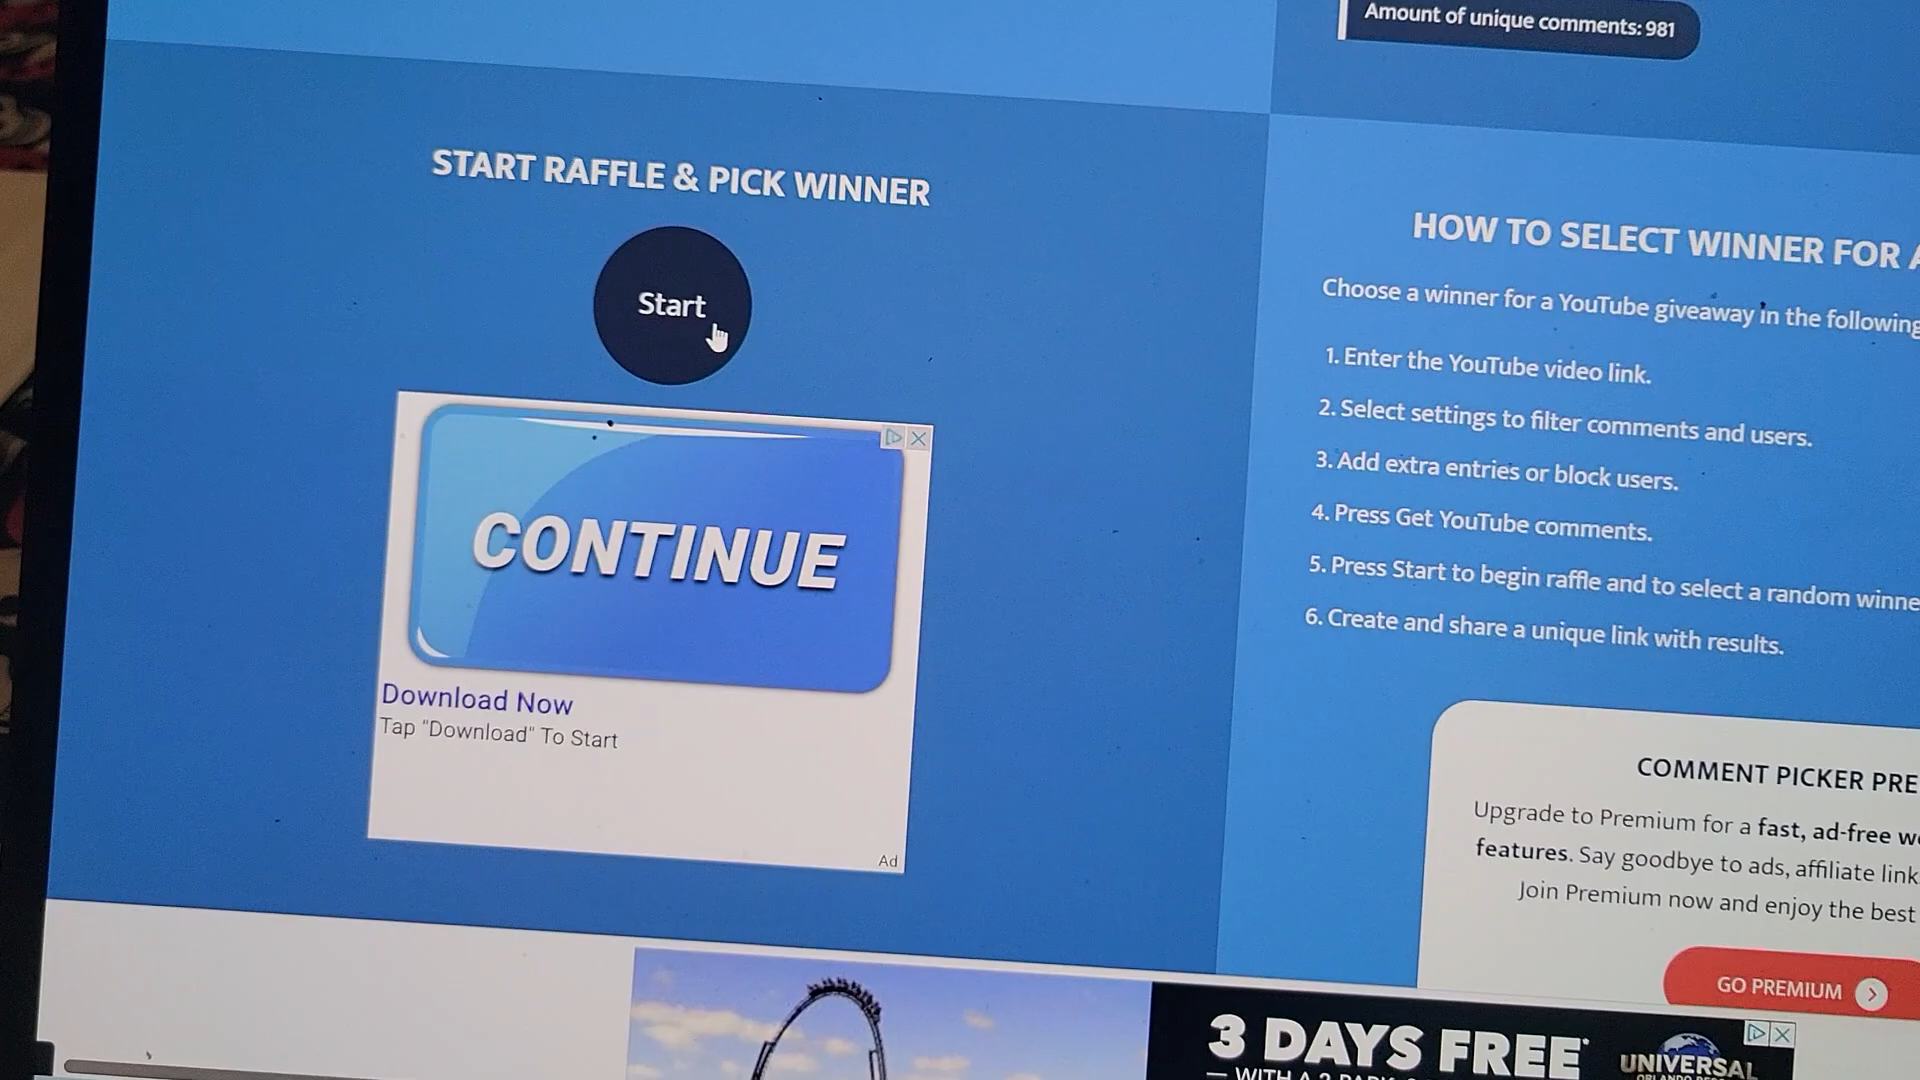 Amount of unique comments: 981
START RAFFLE & PICK WINNER
Start
CONTINUE
Download Now
Tap "Download" To Start
Ad
HOW TO SELECT WINNER FOR
Choose a winner for a YouTube giveaway in the following
1. Enter the YouTube video link.
2. Select settings to filter comments and users.
3. Add extra entries or block users.
4. Press Get YouTube comments.
5. Press Start to begin raffle and to select a random winne
6. Create and share a unique link with results.
COMMENT PICKER PRE
Upgrade to Premium for a fast, ad-free w
features. Say goodbye to ads, affiliate link
Join Premium now and enjoy the best
GO PREMIUM
3 DAYS FREE*
— WITH A 2-PARK
UNIVERSAL
ORLANDO RESO